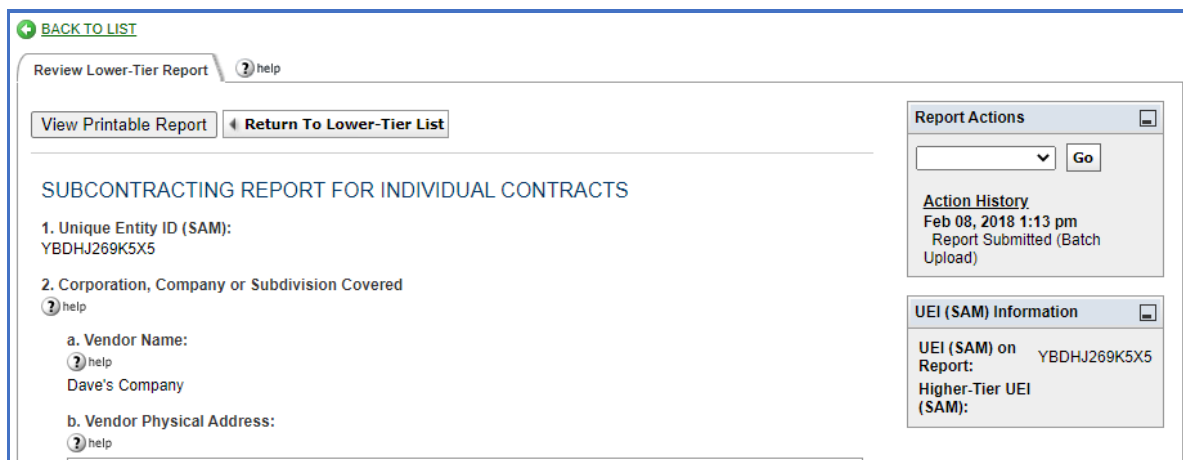 BACK TO LIST
Review Lower-Tier Report
help
View Printable Report
Return To Lower-Tier List
SUBCONTRACTING REPORT FOR INDIVIDUAL CONTRACTS
1. Unique Entity ID (SAM):
YBDHJ269K5X5
2. Corporation, Company or Subdivision Covered
help
a. Vendor Name:
help
Dave's Company
b. Vendor Physical Address:
help
Report Actions
Go
Action History
Feb 08, 2018 1:13 pm
Report Submitted (Batch
Upload)
UEI (SAM) Information
UEI (SAM) on
Report:
YBDHJ269K5X5
Higher-Tier UEI
(SAM):